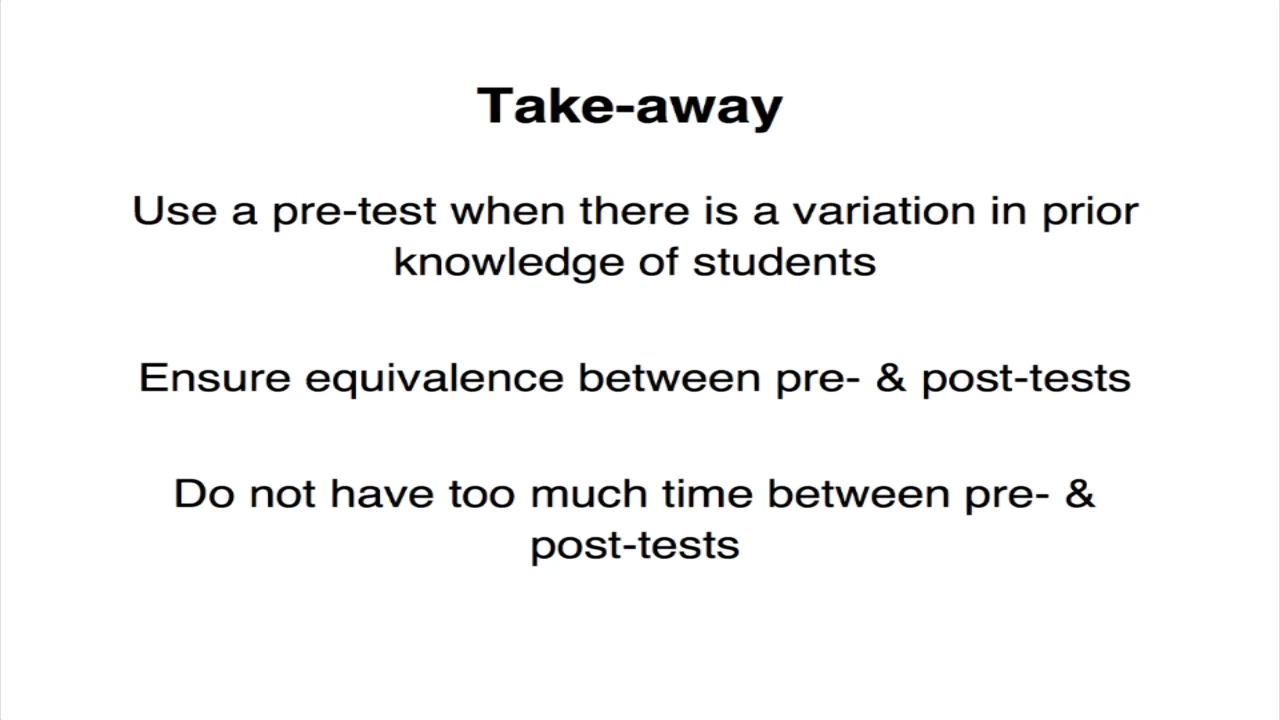 Take-away
Use a pre-test when there is a variation in prior
knowledge of students
Ensure equivalence between pre- & post-tests
Do not have too much time between pre- &
post-tests